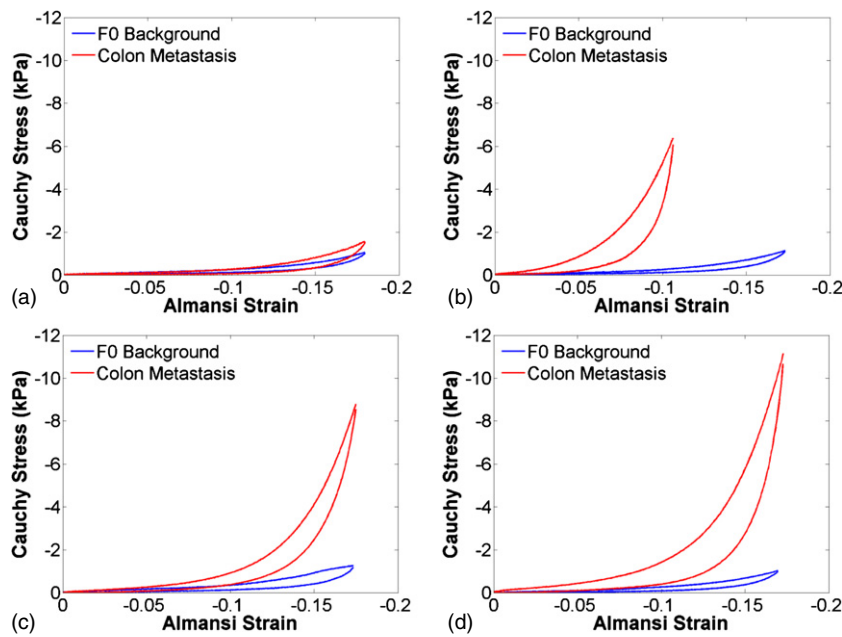 -12
-10
-8
-6
-4
-2
0
Cauchy Stress (kPa)
F0 Background
Colon Metastasis
0 -0.05 -0.1 -0.15 -0.2
Almansi Strain
(a)
-12
-10
-8
-6
-4
-2
0
Cauchy Stress (kPa)
F0 Background
Colon Metastasis
0 -0.05 -0.1 -0.15 -0.2
Almansi Strain
(b)
-12
-10
-8
-6
-4
-2
0
Cauchy Stress (kPa)
F0 Background
Colon Metastasis
0 -0.05 -0.1 -0.15 -0.2
Almansi Strain
(c)
-12
-10
-8
-6
-4
-2
0
Cauchy Stress (kPa)
F0 Background
Colon Metastasis
0 -0.05 -0.1 -0.15 -0.2
Almansi Strain
(d)